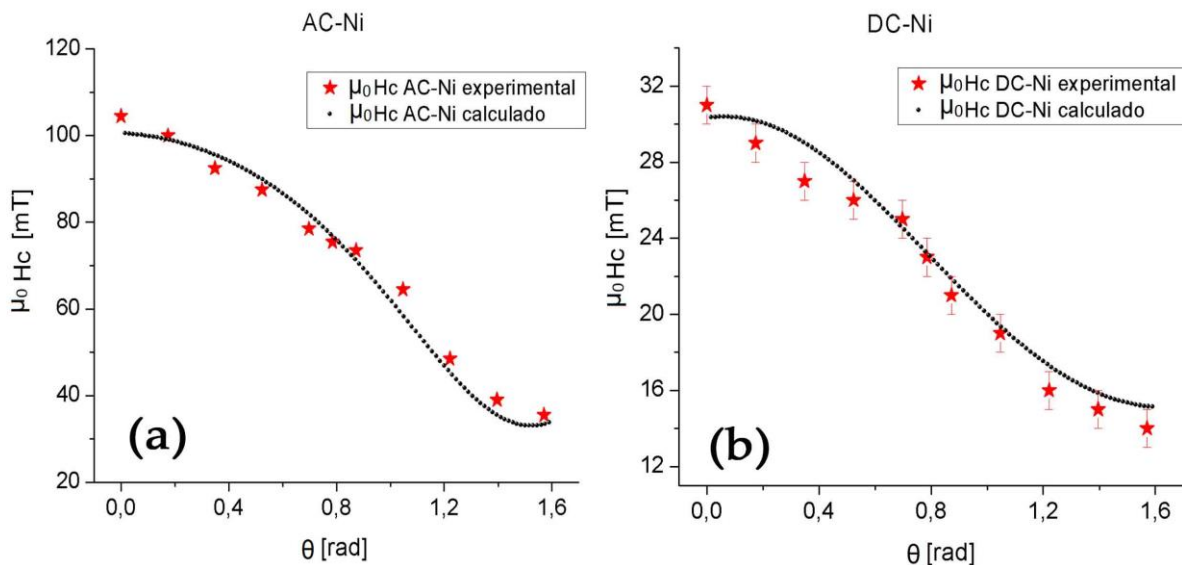 AC-Ni
μ₀Hc AC-Ni experimental
μ₀Hc AC-Ni calculado
μ₀ Hc [mT]
120
100
80
60
40
20
(a)
0,0 0,4 0,8 1,2 1,6
θ [rad]
DC-Ni
μ₀Hc DC-Ni experimental
μ₀Hc DC-Ni calculado
μ₀Hc [mT]
32
28
24
20
16
12
(b)
0,0 0,4 0,8 1,2 1,6
θ [rad]